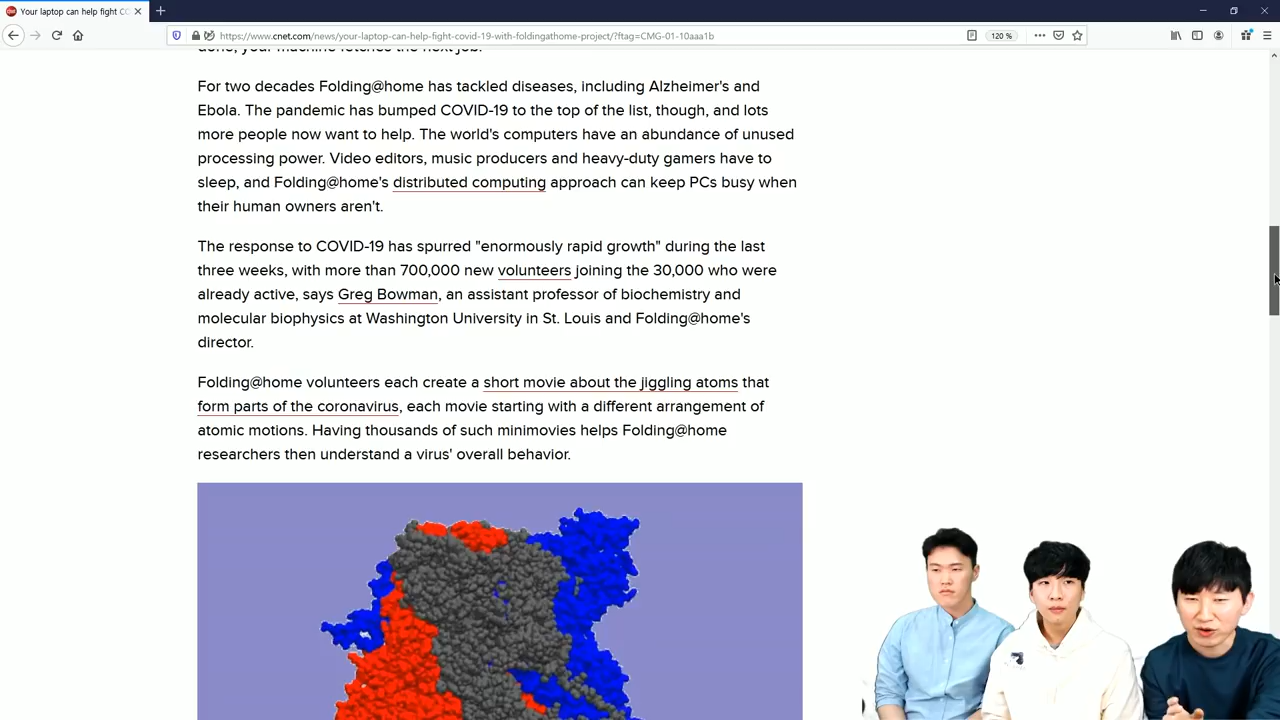 Your laptop can help fight CO
https://www.cnet.com/news/your-laptop-can-help-fight-covid-19-with-foldingathome-project/?ftag=CMG-01-10aaa1b
120 %
done, your machine fetches the next job.
For two decades Folding@home has tackled diseases, including Alzheimer's and
Ebola. The pandemic has bumped COVID-19 to the top of the list, though, and lots
more people now want to help. The world's computers have an abundance of unused
processing power. Video editors, music producers and heavy-duty gamers have to
sleep, and Folding@home's distributed computing approach can keep PCs busy when
their human owners aren't.
The response to COVID-19 has spurred "enormously rapid growth" during the last
three weeks, with more than 700,000 new volunteers joining the 30,000 who were
already active, says Greg Bowman, an assistant professor of biochemistry and
molecular biophysics at Washington University in St. Louis and Folding@home's
director.
Folding@home volunteers each create a short movie about the jiggling atoms that
form parts of the coronavirus, each movie starting with a different arrangement of
atomic motions. Having thousands of such minimovies helps Folding@home
researchers then understand a virus' overall behavior.